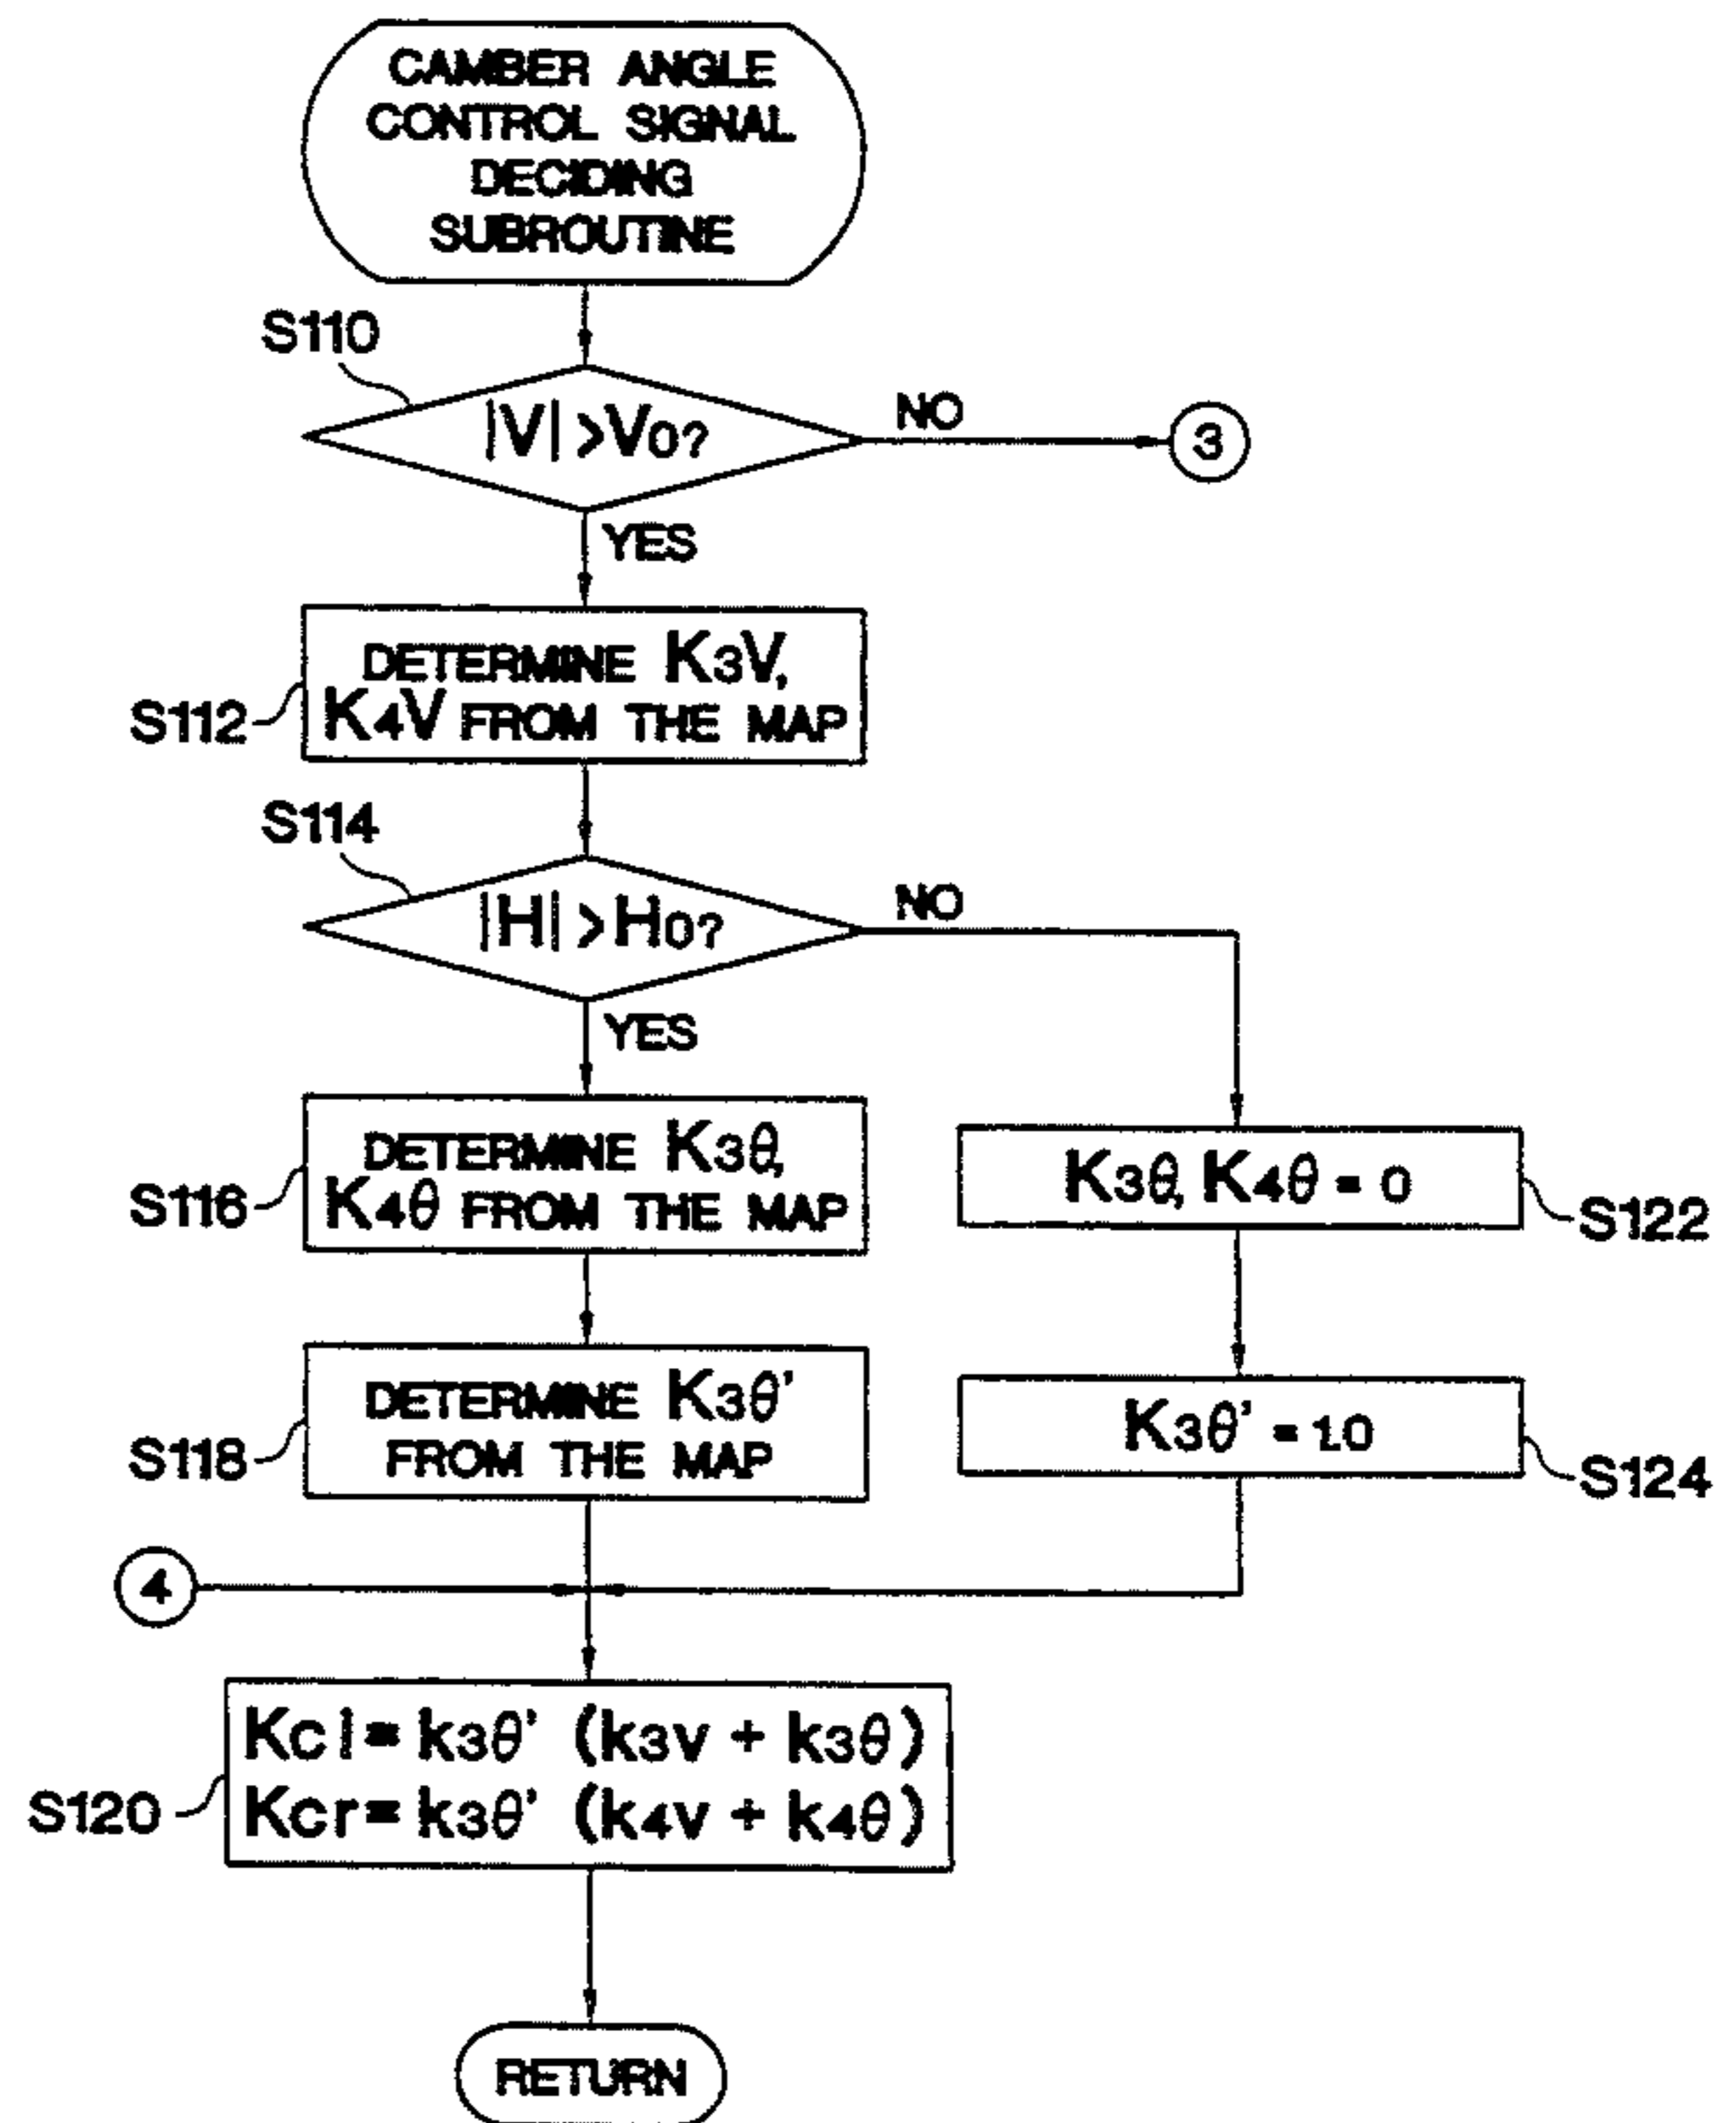 CAMBER ANGLE
CONTROL SIGNAL
DECIDING
SUBROUTINE
S110
|V|>V0?
NO
3
YES
DETERMINE K3V,
K4V FROM THE MAP
S112
S114
|H|>H0?
NO
YES
DETERMINE K3θ,
K4θ FROM THE MAP
S116
K3θ, K4θ = 0
S122
DETERMINE K3θ'
FROM THE MAP
S118
K3θ' = 1.0
S124
4
Kcl = k3θ' (k3v + k3θ)
Kcr = k3θ' (k4v + k4θ)
S120
RETURN